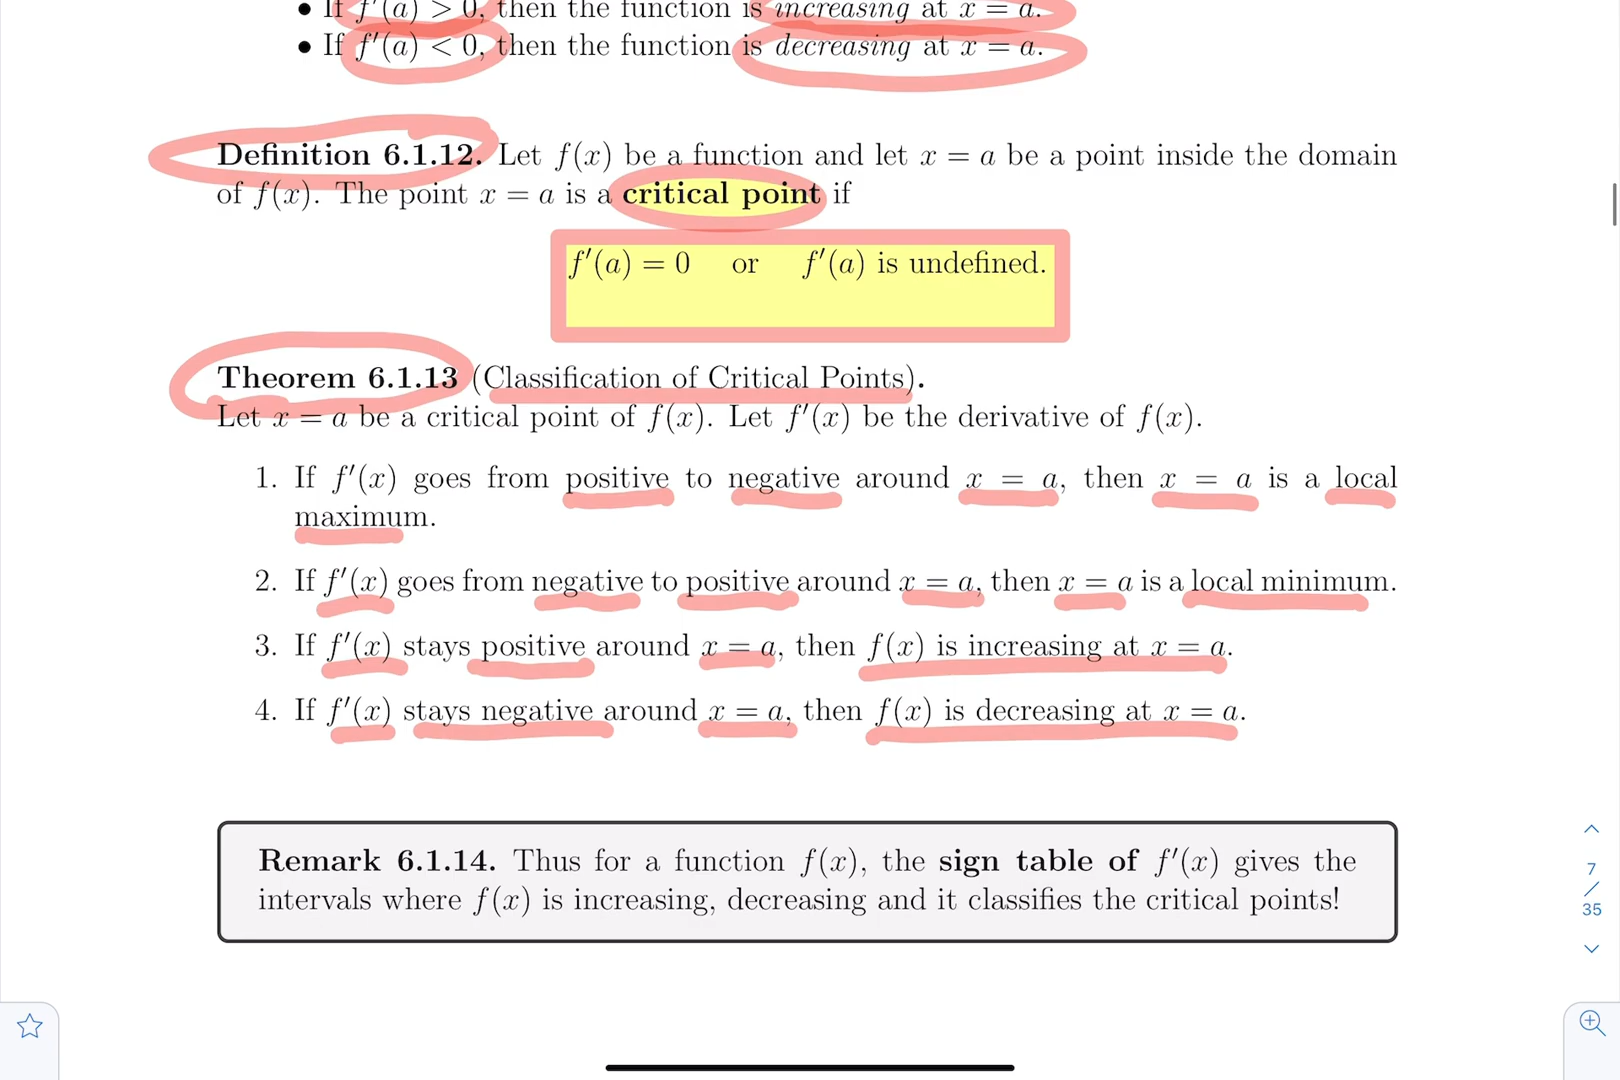 • If f′(a) > 0, then the function is increasing at x = a.
• If f′(a) < 0, then the function is decreasing at x = a.
Definition 6.1.12. Let f(x) be a function and let x = a be a point inside the domain
of f(x). The point x = a is a critical point if
f′(a) = 0 or f′(a) is undefined.
Theorem 6.1.13 (Classification of Critical Points).
Let x = a be a critical point of f(x). Let f′(x) be the derivative of f(x).
1. If f′(x) goes from positive to negative around x = a, then x = a is a local
maximum.
2. If f′(x) goes from negative to positive around x = a, then x = a is a local minimum.
3. If f′(x) stays positive around x = a, then f(x) is increasing at x = a.
4. If f′(x) stays negative around x = a, then f(x) is decreasing at x = a.
Remark 6.1.14. Thus for a function f(x), the sign table of f′(x) gives the
intervals where f(x) is increasing, decreasing and it classifies the critical points!
7
/
35